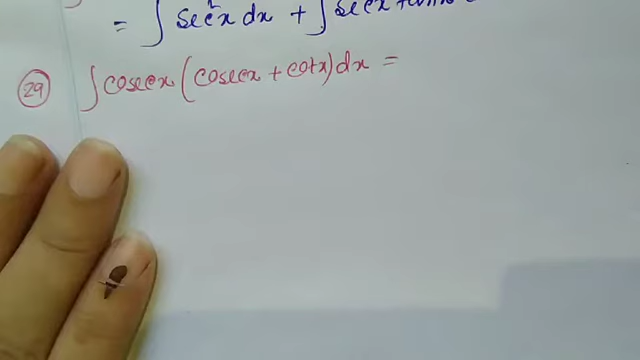 = ∫ sec²x dx + ∫ secx tanx
29 ∫ cosecx (cosecx + cotx) dx =